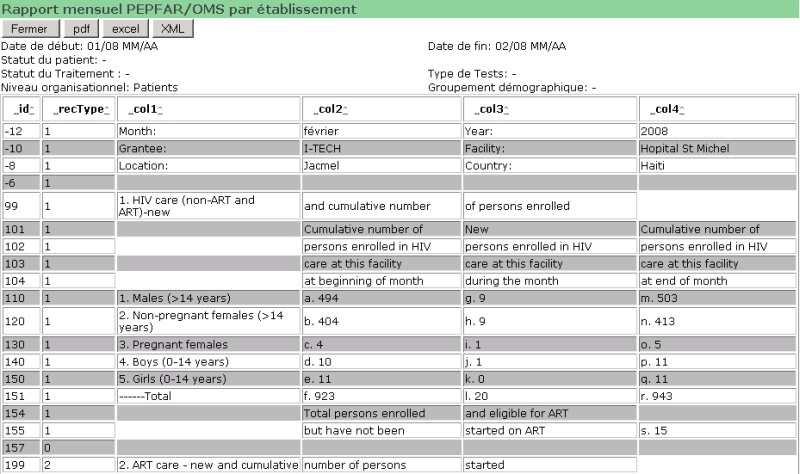 Rapport mensuel PEPFAR/OMS par établissement
Fermer pdf excel XML
Date de début: 01/08 MM/AA Date de fin: 02/08 MM/AA
Statut du patient: -
Statut du Traitement : - Type de Tests: -
Niveau organisationnel: Patients Groupement démographique: -
_id _recType _col1 _col2 _col3 _col4
-12 1 Month: février Year: 2008
-10 1 Grantee: I-TECH Facility: Hopital St Michel
-8 1 Location: Jacmel Country: Haiti
-6 1
99 1 1. HIV care (non-ART and ART)-new and cumulative number of persons enrolled
101 1 Cumulative number of New Cumulative number of
102 1 persons enrolled in HIV persons enrolled in HIV persons enrolled in HIV
103 1 care at this facility care at this facility care at this facility
104 1 at beginning of month during the month at end of month
110 1 1. Males (>14 years) a. 494 g. 9 m. 503
120 1 2. Non-pregnant females (>14 years) b. 404 h. 9 n. 413
130 1 3. Pregnant females c. 4 i. 1 o. 5
140 1 4. Boys (0-14 years) d. 10 j. 1 p. 11
150 1 5. Girls (0-14 years) e. 11 k. 0 q. 11
151 1 ------Total f. 923 l. 20 r. 943
154 1 Total persons enrolled and eligible for ART
155 1 but have not been started on ART s. 15
157 0
199 2 2. ART care - new and cumulative number of persons started